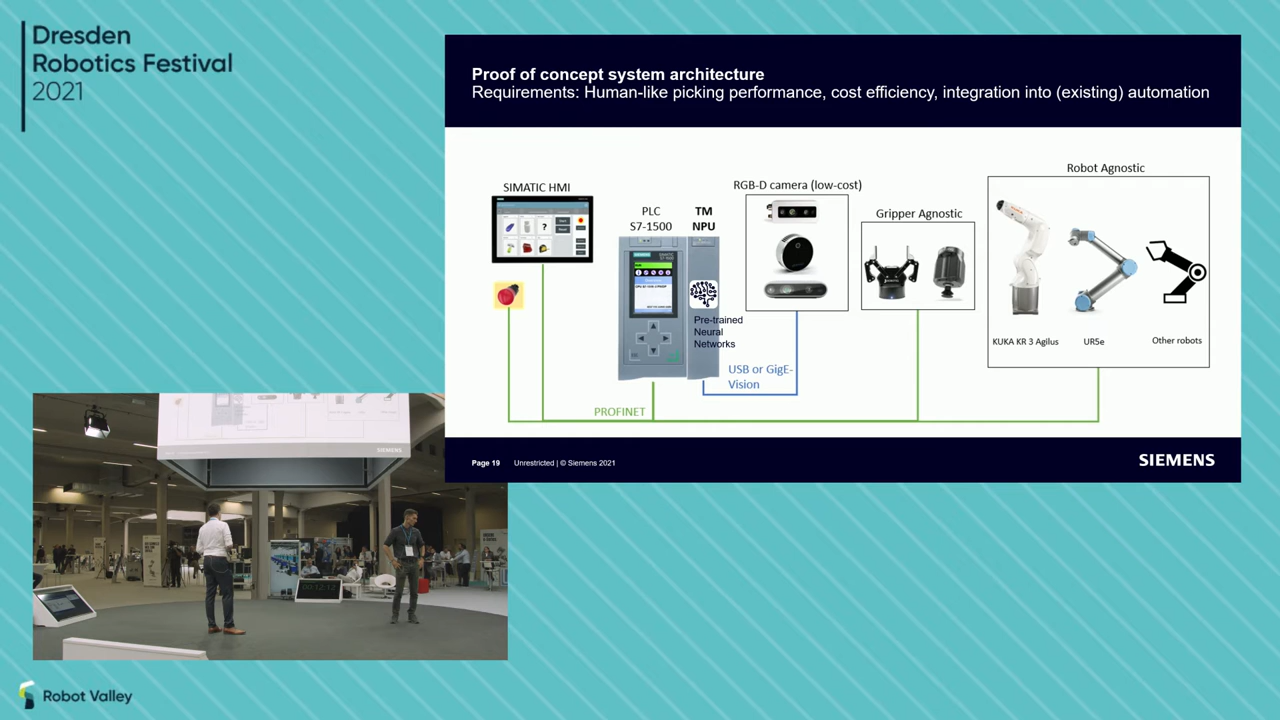 Dresden
Robotics Festival
2021
Proof of concept system architecture
Requirements: Human-like picking performance, cost efficiency, integration into (existing) automation
SIMATIC HMI
PLC
S7-1500
TM
NPU
RGB-D camera (low-cost)
Gripper Agnostic
Robot Agnostic
Pre-trained
Neural
Networks
USB or GigE-
Vision
PROFINET
KUKA KR 3 Agilus
UR5e
Other robots
Page 19
Unrestricted | © Siemens 2021
SIEMENS
SIEMENS
Robot Valley